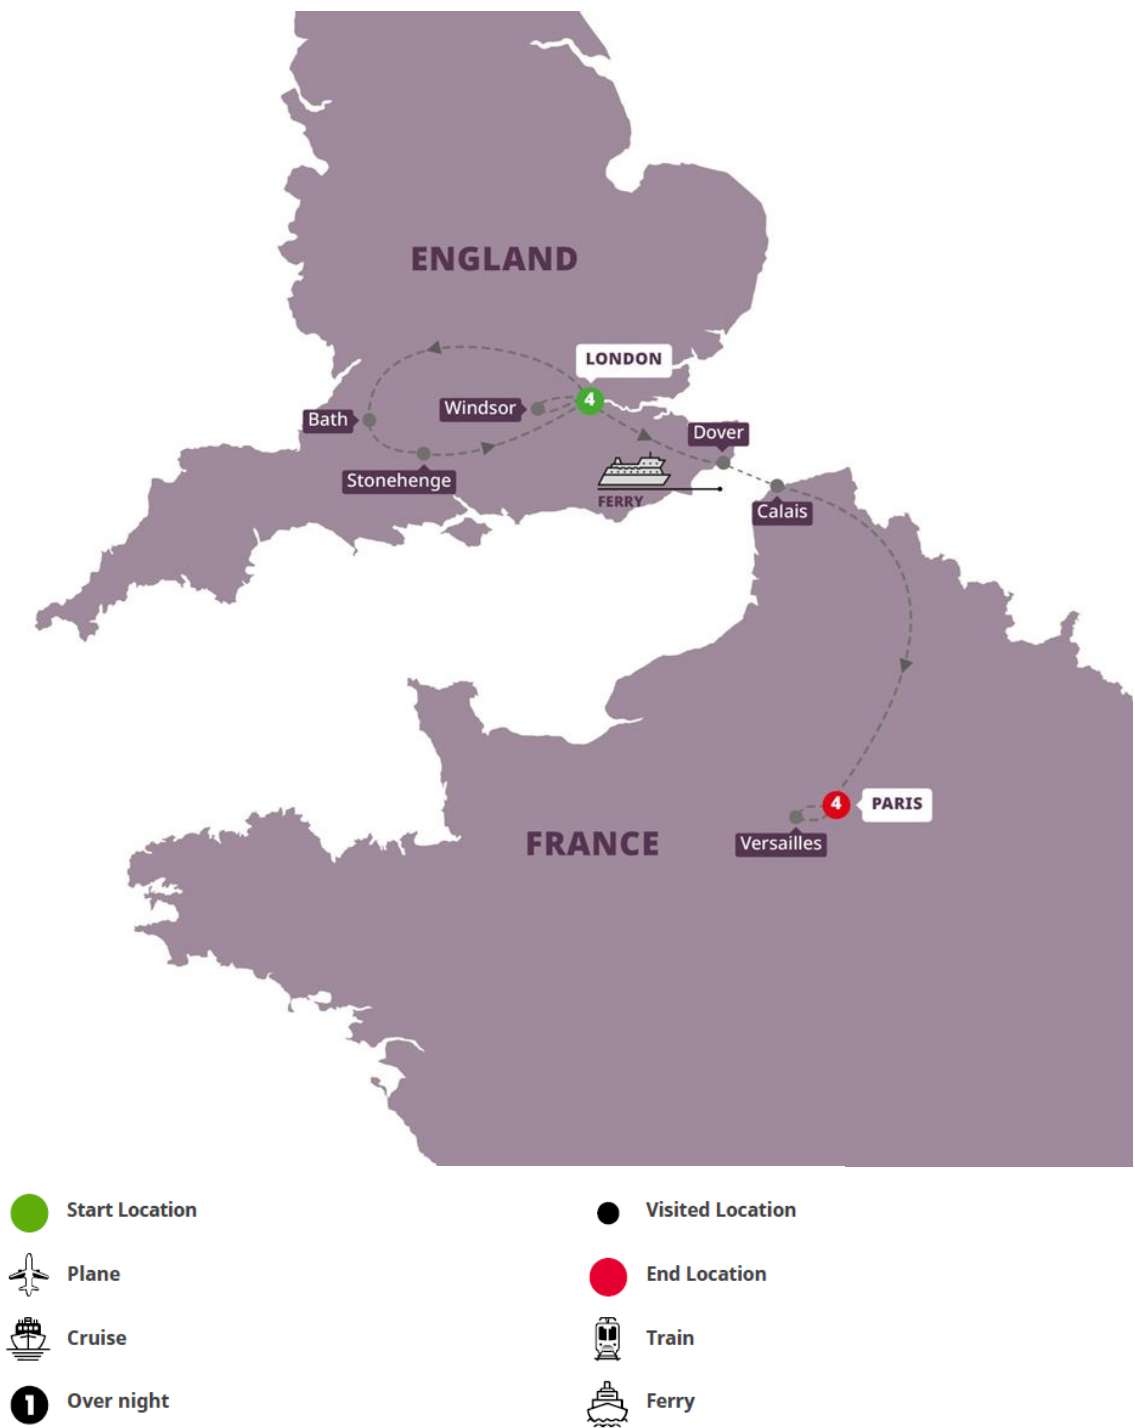 ENGLAND
LONDON
4
Windsor
Bath
Dover
Stonehenge
FERRY
Calais
4
PARIS
FRANCE
Versailles
Start Location
Visited Location
Plane
End Location
Cruise
Train
1
Over night
Ferry